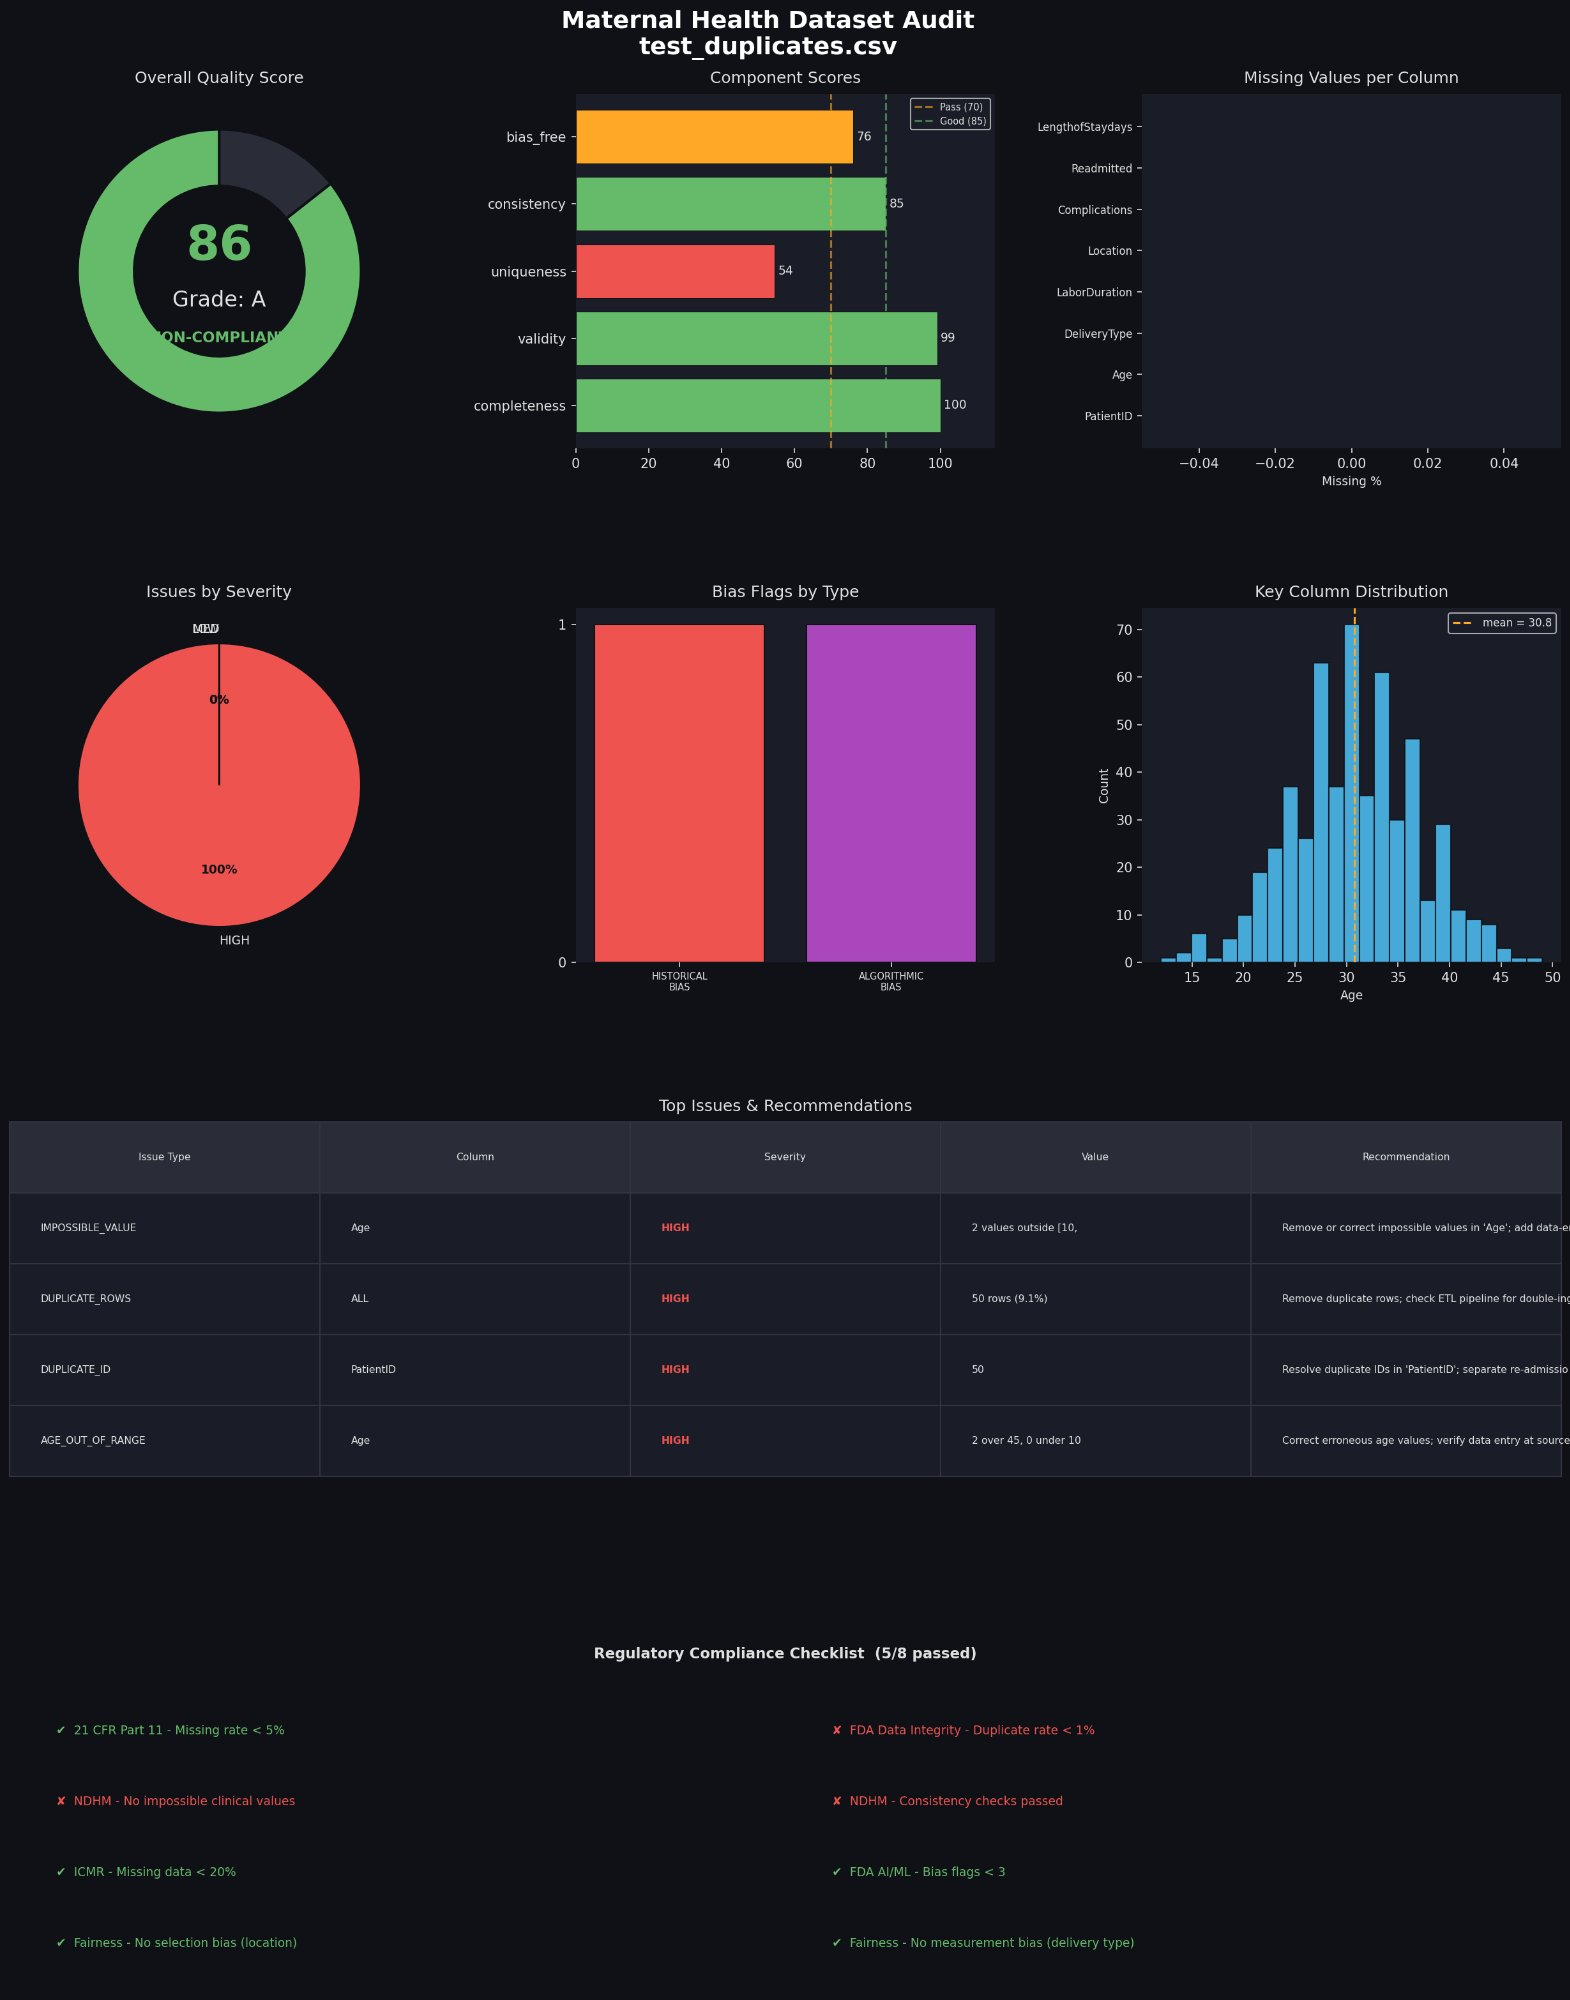 Maternal Health Dataset Audit
test_duplicates.csv
Overall Quality Score
86
Grade: A
ON-COMPLIAN
Component Scores
Pass (70)
Good (85)
bias_free
76
consistency
85
uniqueness
54
validity
99
completeness
100
0 20 40 60 80 100
Missing Values per Column
LengthofStaydays
Readmitted
Complications
Location
LaborDuration
DeliveryType
Age
PatientID
−0.04 −0.02 0.00 0.02 0.04
Missing %
Issues by Severity
LOW
0%
100%
HIGH
Bias Flags by Type
1
0
HISTORICAL
BIAS
ALGORITHMIC
BIAS
Key Column Distribution
mean = 30.8
70
60
50
40
30
20
10
0
Count
15 20 25 30 35 40 45 50
Age
Top Issues & Recommendations
Issue Type Column Severity Value Recommendation
IMPOSSIBLE_VALUE Age HIGH 2 values outside [10, Remove or correct impossible values in 'Age'; add data-e
DUPLICATE_ROWS ALL HIGH 50 rows (9.1%) Remove duplicate rows; check ETL pipeline for double-ing
DUPLICATE_ID PatientID HIGH 50 Resolve duplicate IDs in 'PatientID'; separate re-admissio
AGE_OUT_OF_RANGE Age HIGH 2 over 45, 0 under 10 Correct erroneous age values; verify data entry at source
Regulatory Compliance Checklist (5/8 passed)
✔ 21 CFR Part 11 - Missing rate < 5%
✘ FDA Data Integrity - Duplicate rate < 1%
✘ NDHM - No impossible clinical values
✘ NDHM - Consistency checks passed
✔ ICMR - Missing data < 20%
✔ FDA AI/ML - Bias flags < 3
✔ Fairness - No selection bias (location)
✔ Fairness - No measurement bias (delivery type)